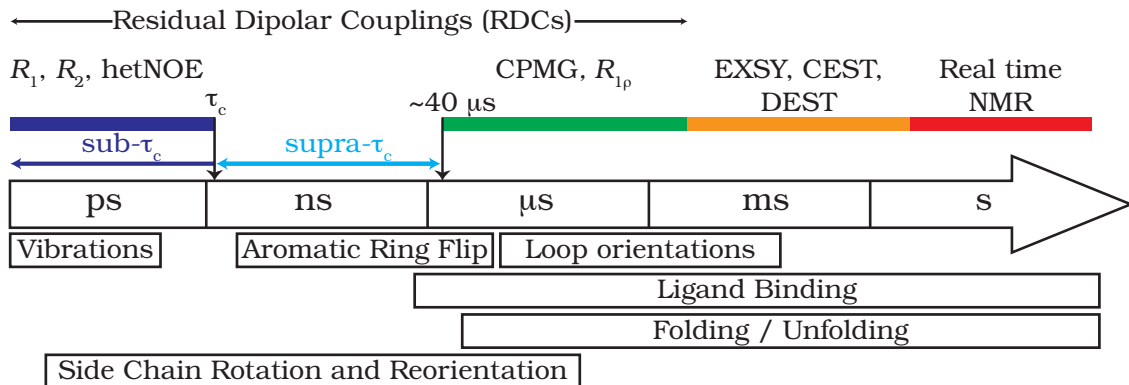 Residual Dipolar Couplings (RDCs)
R₁, R₂, hetNOE
CPMG, R₁ρ
EXSY, CEST,
DEST
Real time
NMR
τc
~40 μs
sub-τc
supra-τc
ps
ns
μs
ms
s
Vibrations
Aromatic Ring Flip
Loop orientations
Ligand Binding
Folding / Unfolding
Side Chain Rotation and Reorientation